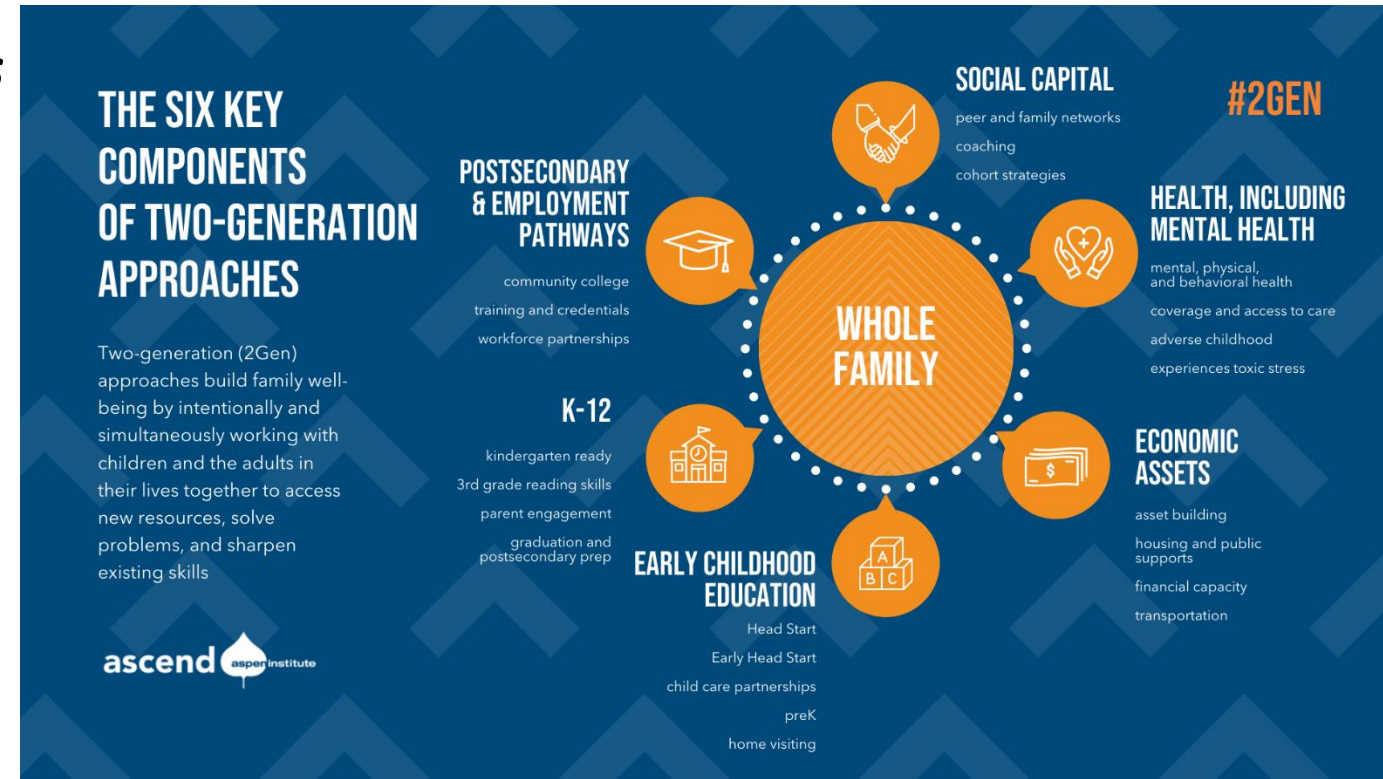 THE SIX KEY
COMPONENTS
OF TWO-GENERATION
APPROACHES
Two-generation (2Gen)
approaches build family well-
being by intentionally and
simultaneously working with
children and the adults in
their lives together to access
new resources, solve
problems, and sharpen
existing skills
ascend aspen institute
POSTSECONDARY
& EMPLOYMENT
PATHWAYS
community college
training and credentials
workforce partnerships
K-12
kindergarten ready
3rd grade reading skills
parent engagement
graduation and
postsecondary prep
EARLY CHILDHOOD
EDUCATION
Head Start
Early Head Start
child care partnerships
preK
home visiting
A
B C
WHOLE
FAMILY
SOCIAL CAPITAL
peer and family networks
coaching
cohort strategies
#2GEN
HEALTH, INCLUDING
MENTAL HEALTH
mental, physical,
and behavioral health
coverage and access to care
adverse childhood
experiences toxic stress
$
ECONOMIC
ASSETS
asset building
housing and public
supports
financial capacity
transportation